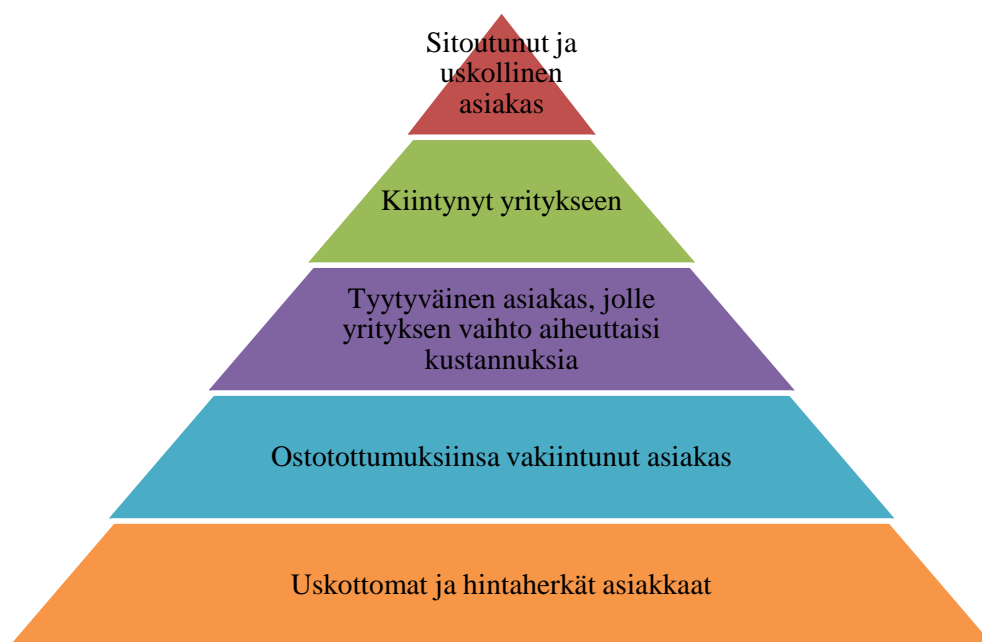 Sitoutunut ja
uskollinen
asiakas
Kiintynyt yritykseen
Tyytyväinen asiakas, jolle
yrityksen vaihto aiheuttaisi
kustannuksia
Ostotottumuksiinsa vakiintunut asiakas
Uskottomat ja hintaherkät asiakkaat